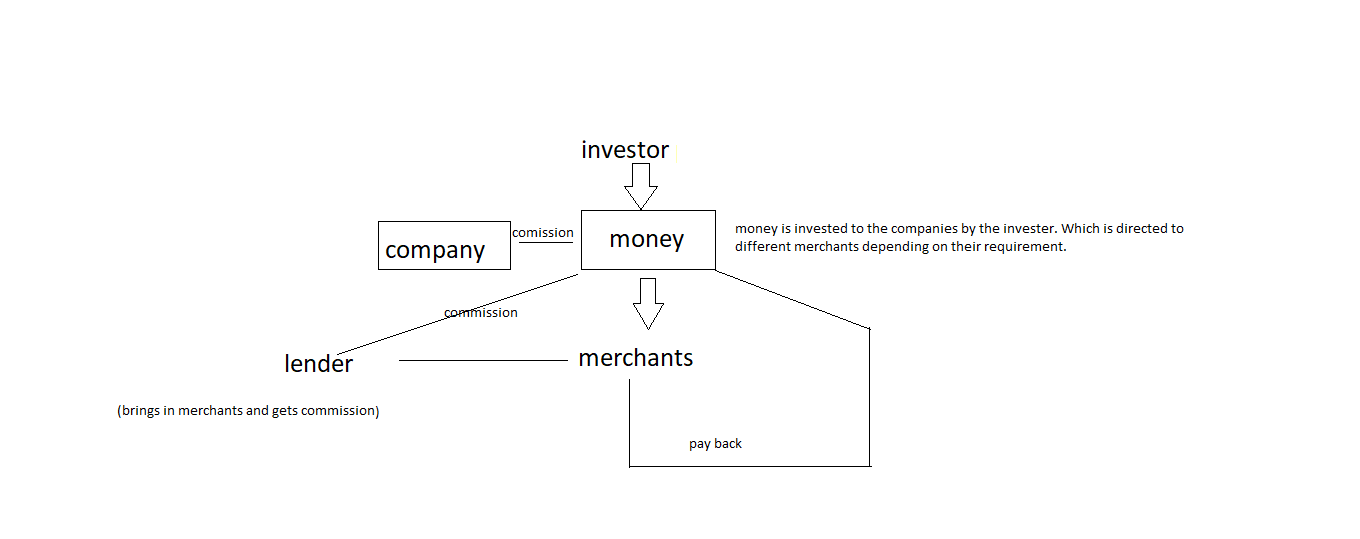 investor
comission
money
company
money is invested to the companies by the invester. Which is directed to
different merchants depending on their requirement.
commission
lender
merchants
(brings in merchants and gets commission)
pay back